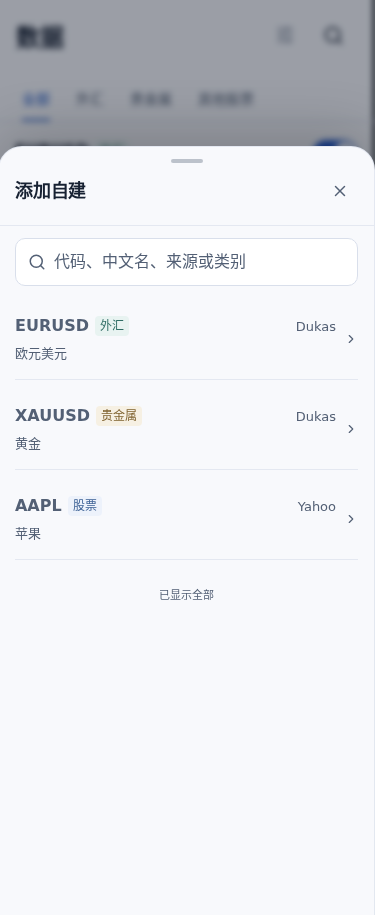 数据
全部 外汇 贵金属
添加自建
代码、中文名、来源或类别
EURUSD 外汇 Dukas
欧元美元
XAUUSD 贵金属 Dukas
黄金
AAPL 股票 Yahoo
苹果
已显示全部